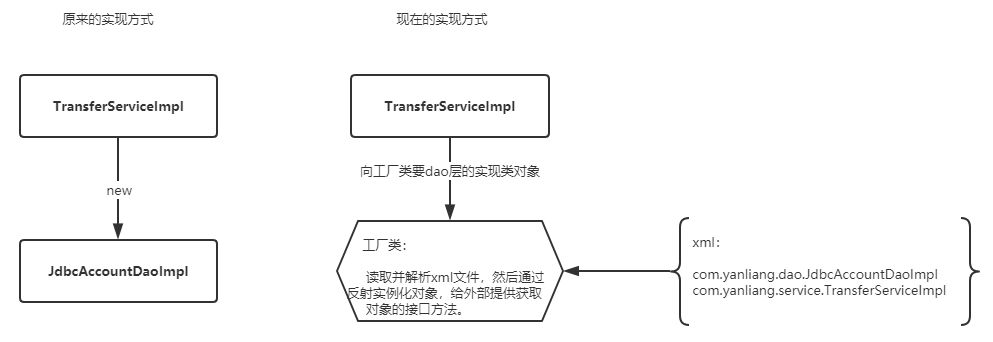 原来的实现方式
现在的实现方式
TransferServiceImpl
TransferServiceImpl
new
向工厂类要dao层的实现类对象
JdbcAccountDaoImpl
工厂类：
读取并解析xml文件，然后通过
反射实例化对象，给外部提供获取
对象的接口方法。
xml：
com.yanliang.dao.JdbcAccountDaoImpl
com.yanliang.service.TransferServiceImpl